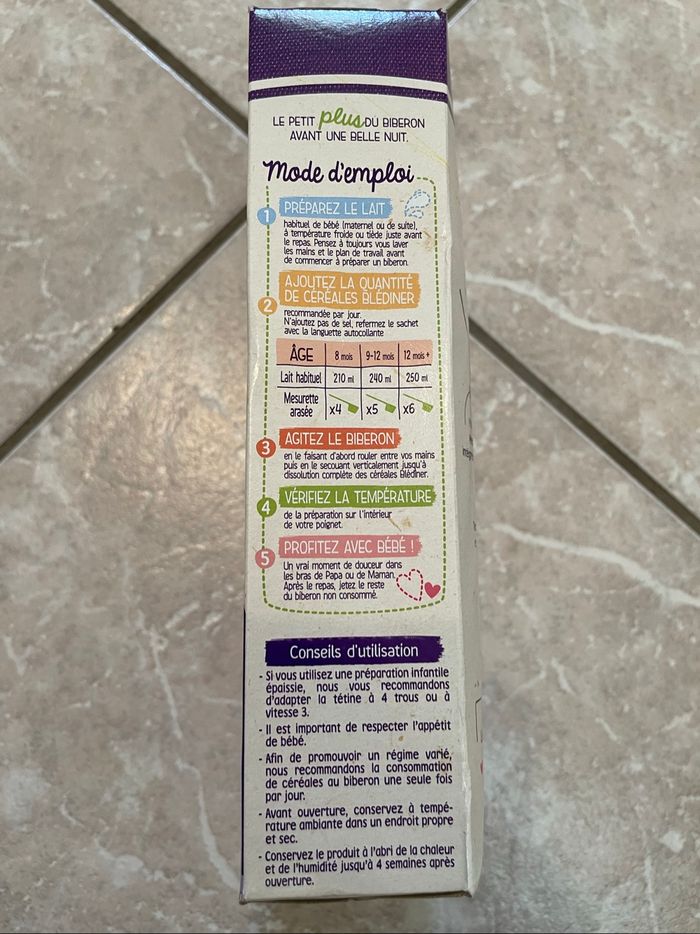 LE PETIT plus DU BIBERON
AVANT UNE BELLE NUIT.
Mode d'emploi
1 PRÉPAREZ LE LAIT
habituel de bébé (maternel ou de suite),
à température froide ou tiède juste avant
le repas. Pensez à toujours vous laver
les mains et le plan de travail avant
de commencer à préparer un biberon.
2 AJOUTEZ LA QUANTITÉ
DE CÉRÉALES BLÉDINER
recommandée par jour.
N'ajoutez pas de sel, refermez le sachet
avec la languette autocollante
ÂGE 8 mois 9-12 mois 12 mois +
Lait habituel 210 ml 240 ml 250 ml
Mesurette
arasée x4 x5 x6
3 AGITEZ LE BIBERON
en le faisant d'abord rouler entre vos mains
puis en le secouant verticalement jusqu'à
dissolution complète des céréales Blédiner.
4 VÉRIFIEZ LA TEMPÉRATURE
de la préparation sur l'intérieur
de votre poignet.
5 PROFITEZ AVEC BÉBÉ !
Un vrai moment de douceur dans
les bras de Papa ou de Maman.
Après le repas, jetez le reste
du biberon non consommé.
Conseils d'utilisation
- Si vous utilisez une préparation infantile
épaissie, nous vous recommandons
d'adapter la tétine à 4 trous ou à
vitesse 3.
- Il est important de respecter l'appétit
de bébé.
- Afin de promouvoir un régime varié,
nous recommandons la consommation
de céréales au biberon une seule fois
par jour.
- Avant ouverture, conservez à tempé-
rature ambiante dans un endroit propre
et sec.
- Conservez le produit à l'abri de la chaleur
et de l'humidité jusqu'à 4 semaines après
ouverture.